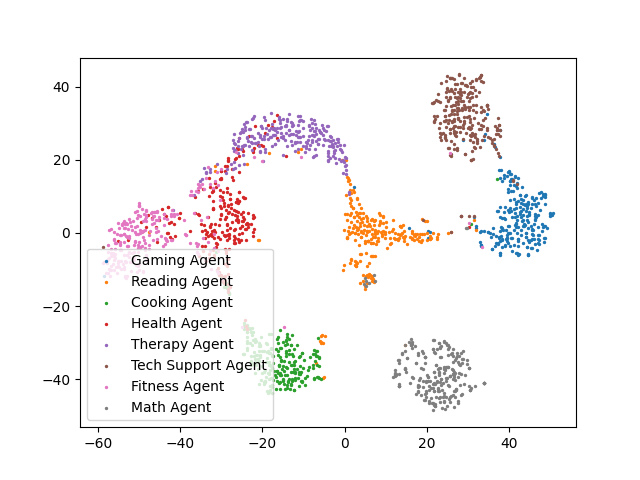 40
20
0
−20
−40
Gaming Agent
Reading Agent
Cooking Agent
Health Agent
Therapy Agent
Tech Support Agent
Fitness Agent
Math Agent
−60 −40 −20 0 20 40